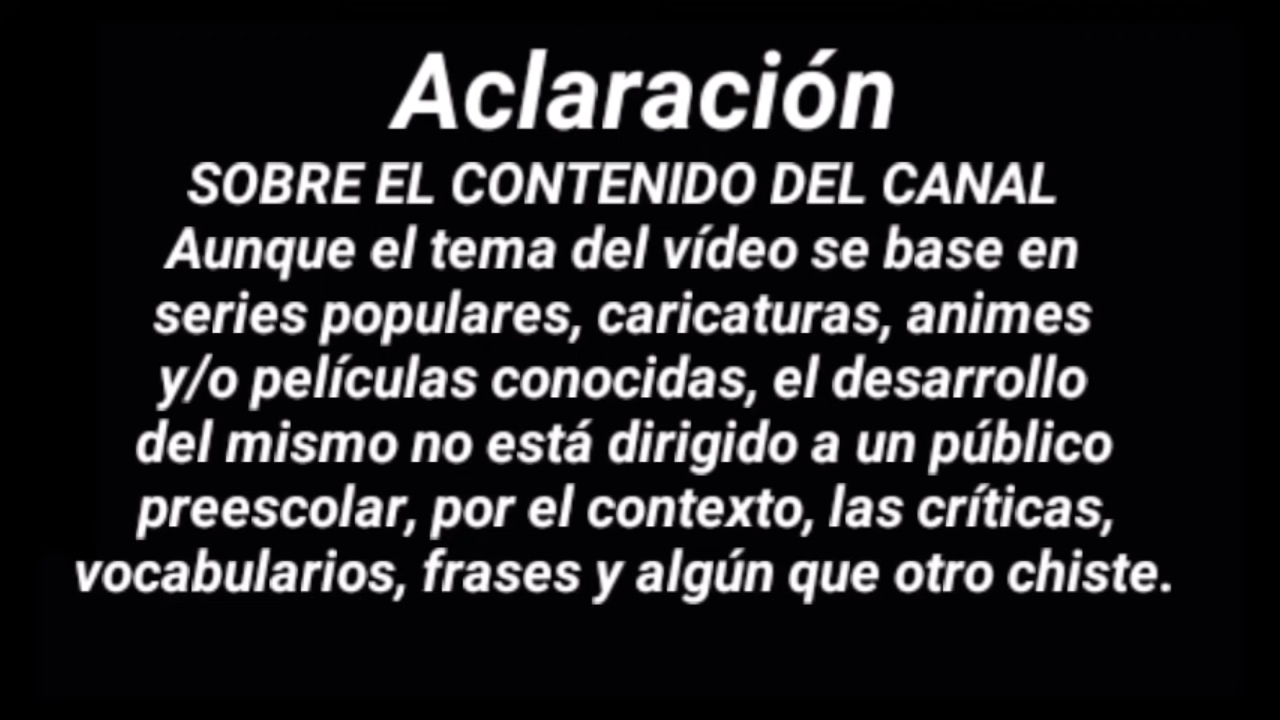 Aclaración
SOBRE EL CONTENIDO DEL CANAL
Aunque el tema del vídeo se base en
series populares, caricaturas, animes
y/o películas conocidas, el desarrollo
del mismo no está dirigido a un público
preescolar, por el contexto, las críticas,
vocabularios, frases y algún que otro chiste.